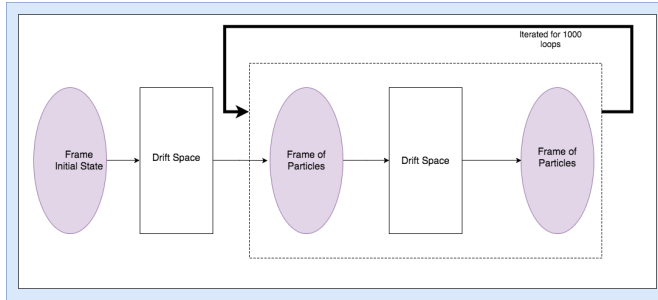 Iterated for 1000
loops
Frame
Initial State
Drift Space
Frame of
Particles
Drift Space
Frame of
Particles